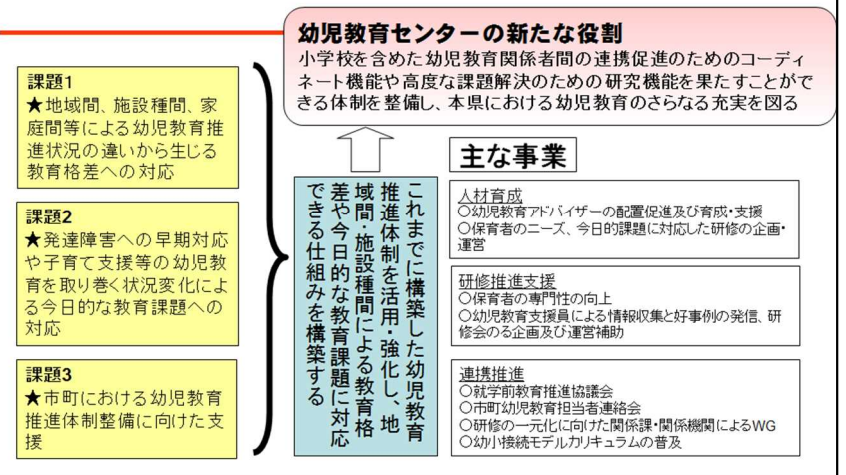 幼児教育センターの新たな役割
小学校を含めた幼児教育関係者間の連携促進のためのコーディ
ネート機能や高度な課題解決のための研究機能を果たすことがで
きる体制を整備し、本県における幼児教育のさらなる充実を図る
課題1
★地域間、施設種間、家
庭間等による幼児教育推
進状況の違いから生じる
教育格差への対応
課題2
★発達障害への早期対応
や子育て支援等の幼児教
育を取り巻く状況変化によ
る今日的な教育課題への
対応
課題3
★市町における幼児教育
推進体制整備に向けた支
援
これまでに構築した幼児教育
推進体制を活用・強化し、地
域間・施設種間による教育格
差や今日的な教育課題に対応
できる仕組みを構築する
主な事業
人材育成
○幼児教育アドバイザーの配置促進及び育成・支援
○保育者のニーズ、今日的課題に対応した研修の企画・
運営
研修推進支援
○保育者の専門性の向上
○幼児教育支援員による情報収集と好事例の発信、研
修会のる企画及び運営補助
連携推進
○就学前教育推進協議会
○市町幼児教育担当者連絡会
○研修の一元化に向けた関係課・関係機関によるWG
○幼小接続モデルカリキュラムの普及